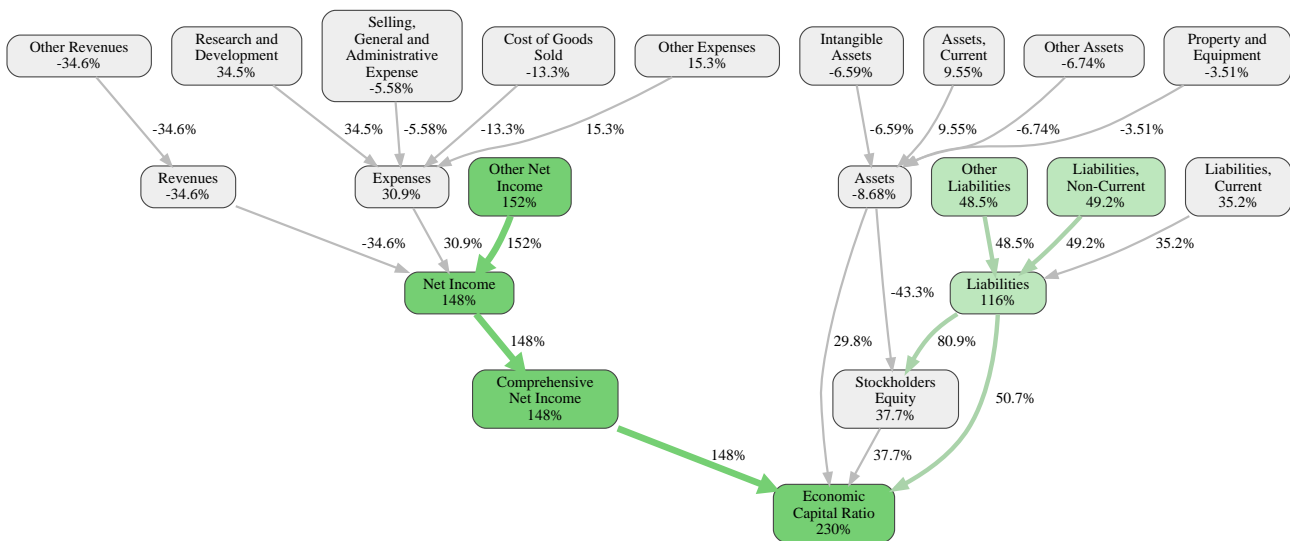 Other Revenues
-34.6%
Research and
Development
34.5%
Selling,
General and
Administrative
Expense
-5.58%
Cost of Goods
Sold
-13.3%
Other Expenses
15.3%
Intangible
Assets
-6.59%
Assets,
Current
9.55%
Other Assets
-6.74%
Property and
Equipment
-3.51%
-34.6%
34.5%
-5.58%
-13.3%
15.3%
-6.59%
9.55%
-6.74%
-3.51%
Revenues
-34.6%
Expenses
30.9%
Other Net
Income
152%
Assets
-8.68%
Other
Liabilities
48.5%
Liabilities,
Non-Current
49.2%
Liabilities,
Current
35.2%
-34.6%
30.9%
152%
48.5%
49.2%
35.2%
Net Income
148%
-43.3%
Liabilities
116%
148%
29.8%
80.9%
Comprehensive
Net Income
148%
Stockholders
Equity
37.7%
50.7%
148%
37.7%
Economic
Capital Ratio
230%